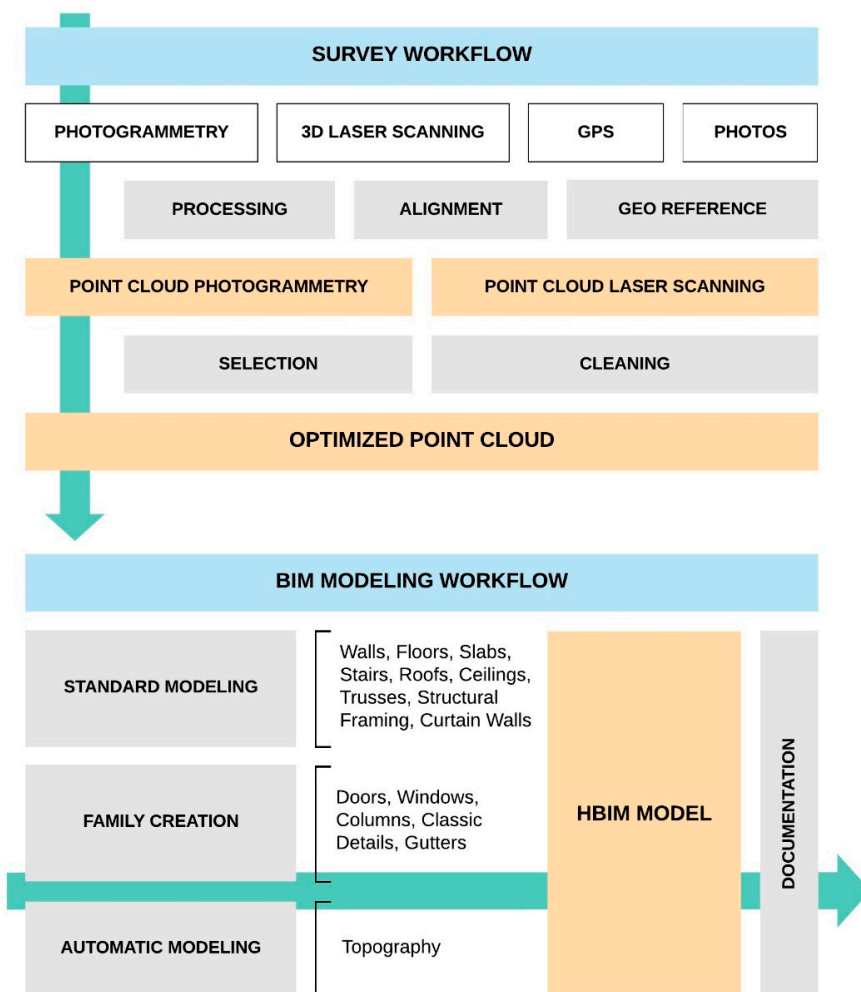 SURVEY WORKFLOW
PHOTOGRAMMETRY
3D LASER SCANNING
GPS
PHOTOS
PROCESSING
ALIGNMENT
GEO REFERENCE
POINT CLOUD PHOTOGRAMMETRY
POINT CLOUD LASER SCANNING
SELECTION
CLEANING
OPTIMIZED POINT CLOUD
BIM MODELING WORKFLOW
STANDARD MODELING
Walls, Floors, Slabs,
Stairs, Roofs, Ceilings,
Trusses, Structural
Framing, Curtain Walls
FAMILY CREATION
Doors, Windows,
Columns, Classic
Details, Gutters
AUTOMATIC MODELING
Topography
HBIM MODEL
DOCUMENTATION